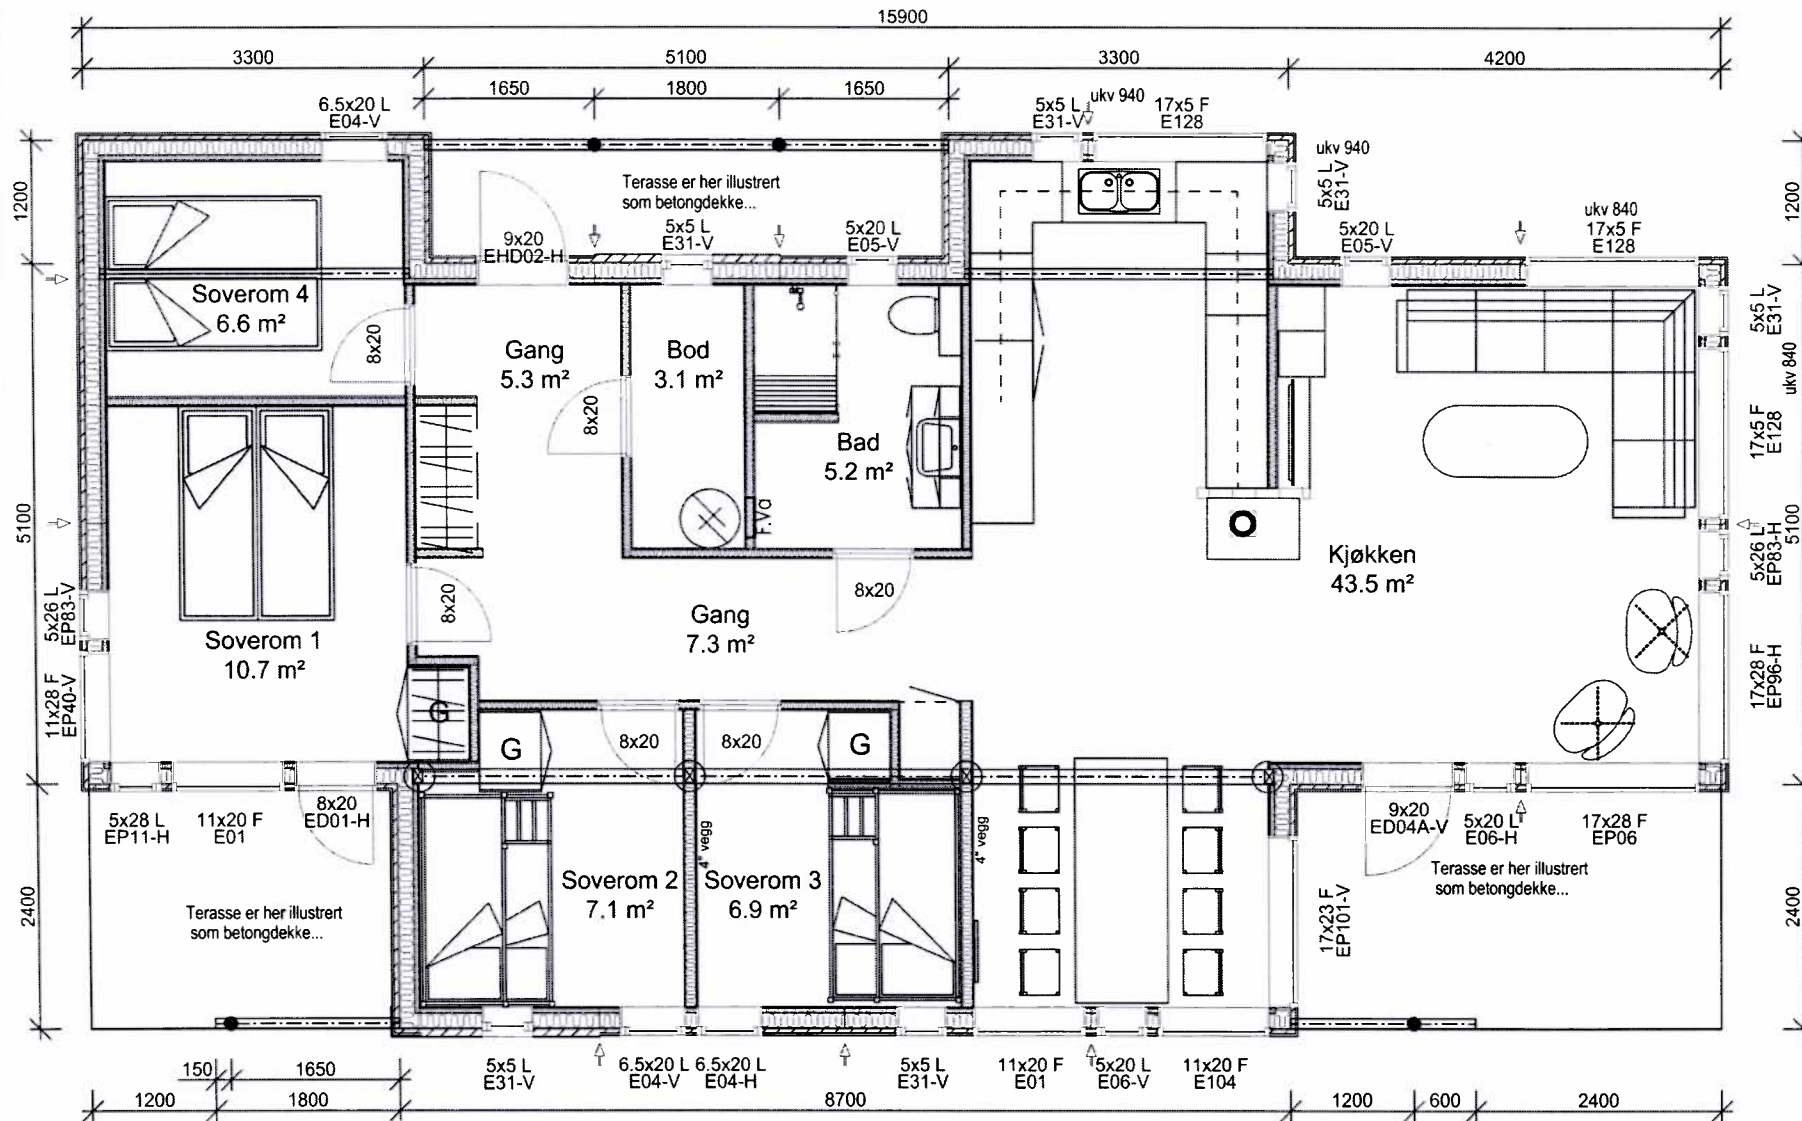 15900
3300
5100
3300
4200
1650
1800
1650
6.5x20 L
E04-V
5x5 L
E31-V
ukv 940
17x5 F
E128
ukv 940
5x5 L
E31-V
1200
1200
Terasse er her illustrert
som betongdekke...
9x20
EHD02-H
5x5 L
E31-V
5x20 L
E05-V
5x20 L
E05-V
ukv 840
17x5 F
E128
Soverom 4
6.6 m²
8x20
Gang
5.3 m²
8x20
Bod
3.1 m²
Bad
5.2 m²
F.Va
5x5 L
E31-V
ukv 840
17x5 F
E128
5100
5100
5x26 L
EP83-H
Kjøkken
43.5 m²
5x26 L
EP83-V
Soverom 1
10.7 m²
8x20
Gang
7.3 m²
8x20
11x28 F
EP40-V
17x28 F
EP96-H
G
G
8x20
8x20
G
5x28 L
EP11-H
11x20 F
E01
8x20
ED01-H
9x20
ED04A-V
5x20 L
E06-H
17x28 F
EP06
4" vegg
4" vegg
Soverom 2
7.1 m²
Soverom 3
6.9 m²
Terasse er her illustrert
som betongdekke...
Terasse er her illustrert
som betongdekke...
17x23 F
EP101-V
2400
2400
150
1650
5x5 L
E31-V
6.5x20 L
E04-V
6.5x20 L
E04-H
5x5 L
E31-V
11x20 F
E01
5x20 L
E06-V
11x20 F
E104
1200
1800
8700
1200
600
2400